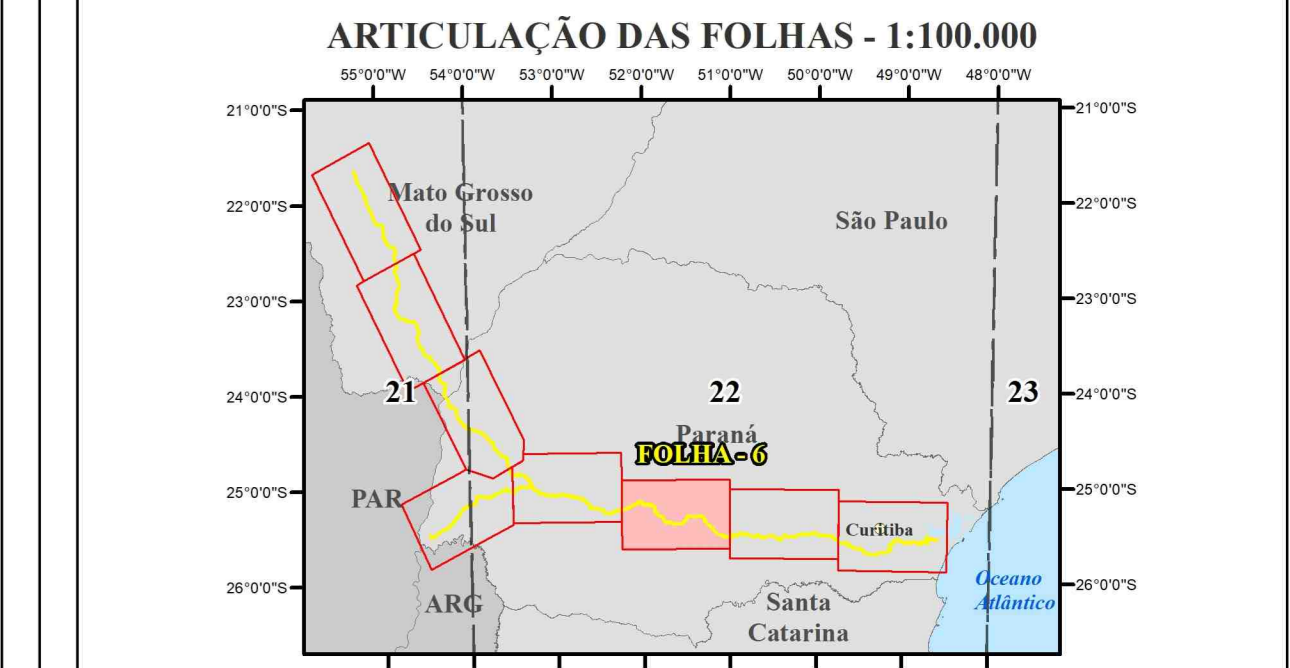 ARTICULAÇÃO DAS FOLHAS - 1:100.000
55°0'0"W 54°0'0"W 53°0'0"W 52°0'0"W 51°0'0"W 50°0'0"W 49°0'0"W 48°0'0"W
21°0'0"S 21°0'0"S
Mato Grosso
do Sul
22°0'0"S São Paulo 22°0'0"S
23°0'0"S 23°0'0"S
24°0'0"S 21 22 23 24°0'0"S
Paraná
FOLHA - 6
25°0'0"S PAR 25°0'0"S
Curitiba
26°0'0"S 26°0'0"S
Oceano
Atlântico
ARG
Santa
Catarina